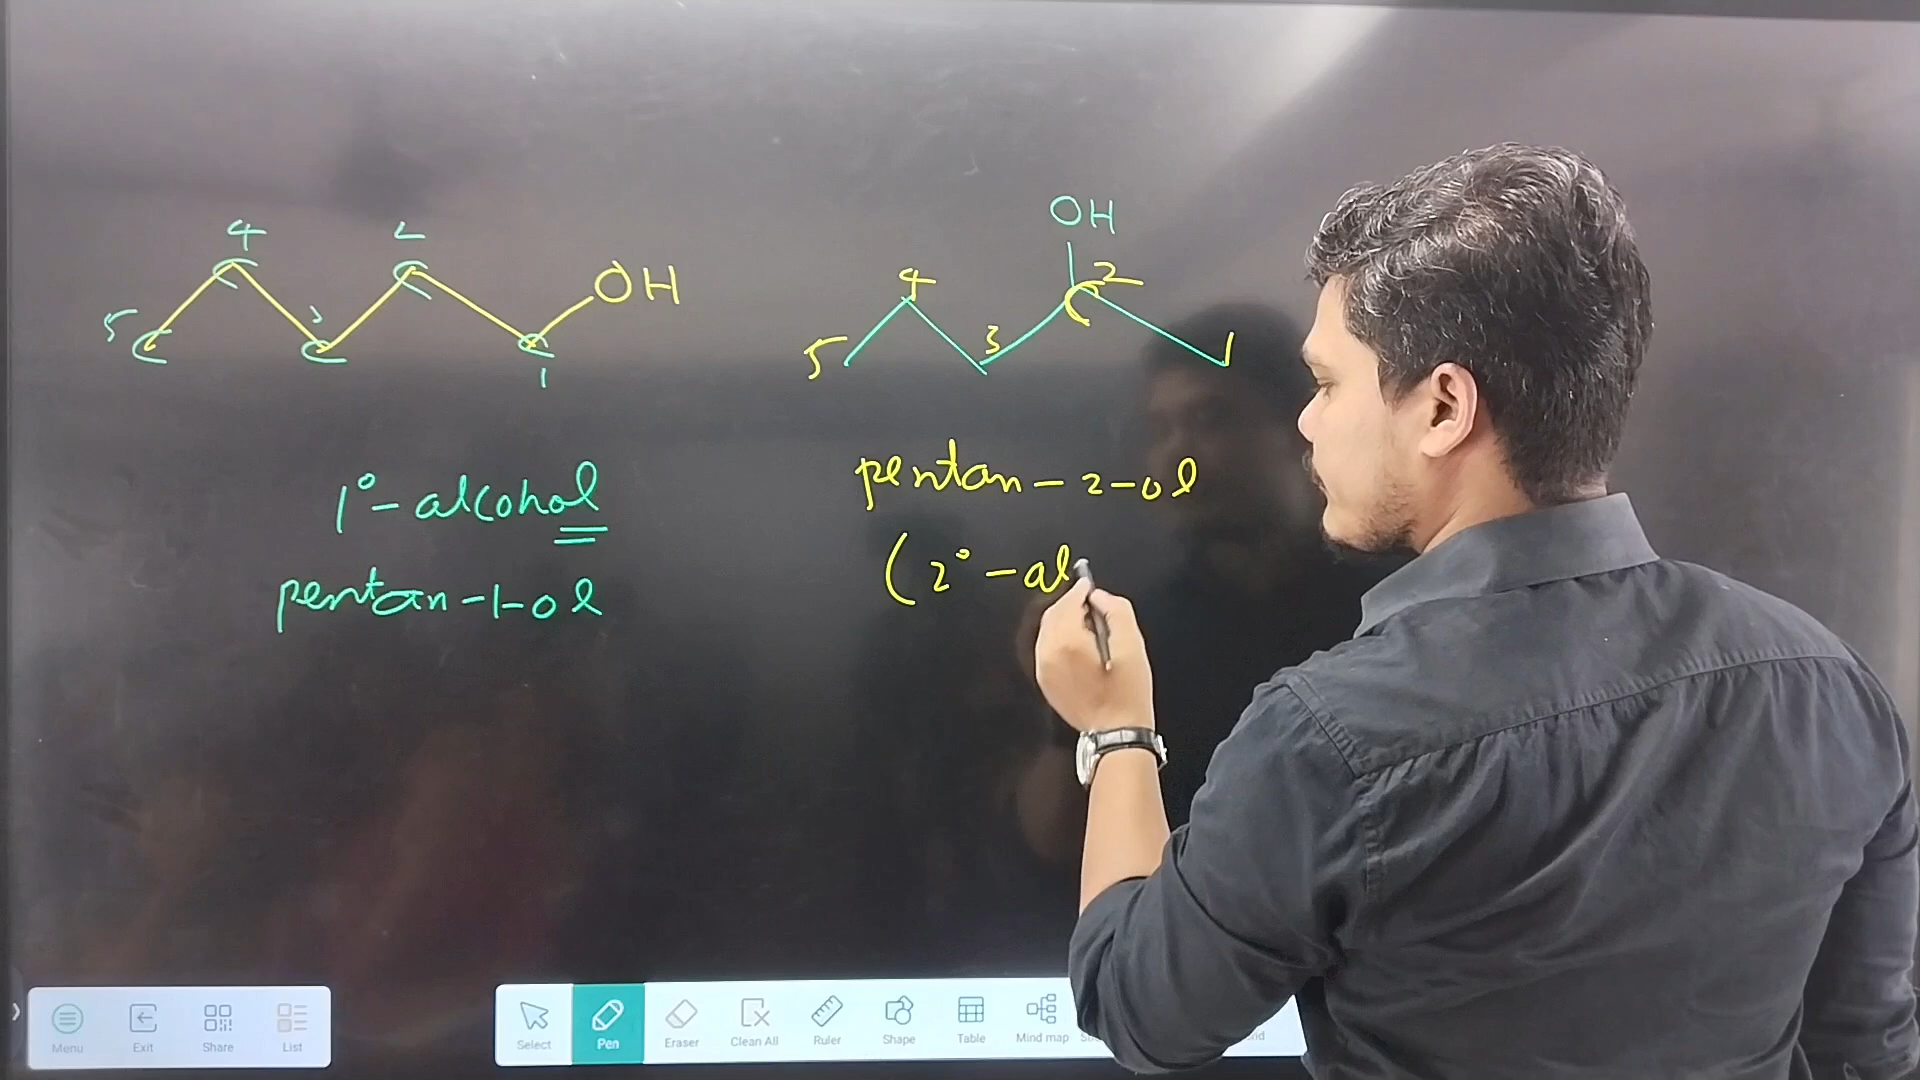 4 2
5 3 1
OH
1°-alcohol
pentan-1-ol
OH
4 2
5 3 1
pentan-2-ol
(2°-al
Menu Exit Share List
Select Pen Eraser Clean All Ruler Shape Table Mind map